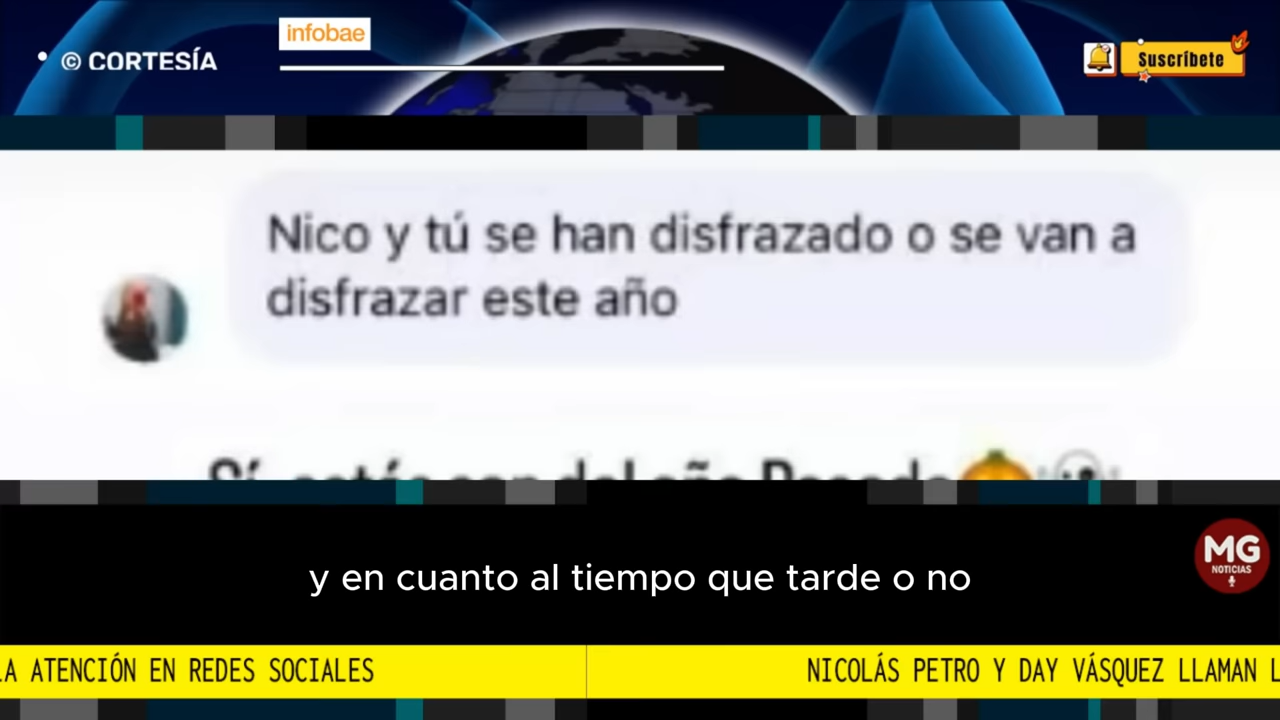 infobae
© CORTESÍA
Suscríbete
Nico y tú se han disfrazado o se van a
disfrazar este año
y en cuanto al tiempo que tarde o no
MG
NOTICIAS
LA ATENCIÓN EN REDES SOCIALES
NICOLÁS PETRO Y DAY VÁSQUEZ LLAMAN L